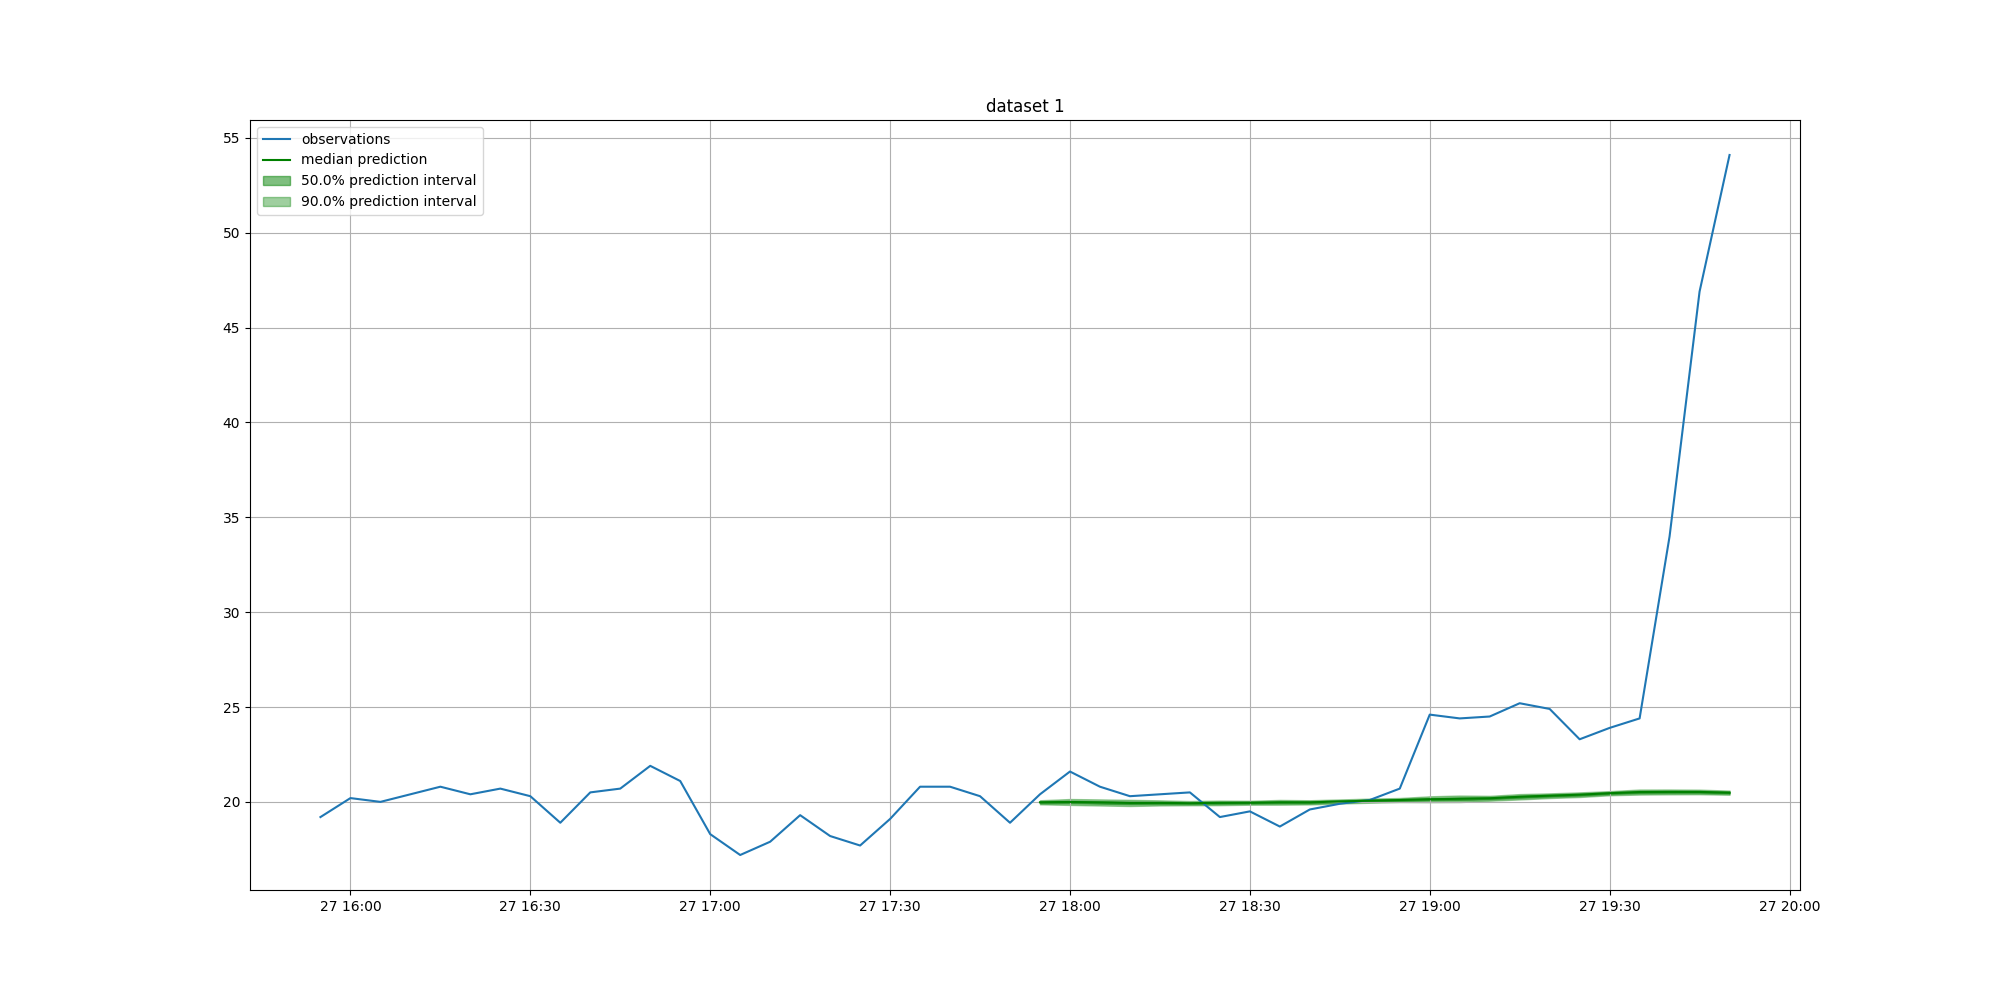 dataset 1
observations
median prediction
50.0% prediction interval
90.0% prediction interval
55
50
45
40
35
30
25
20
27 16:00 27 16:30 27 17:00 27 17:30 27 18:00 27 18:30 27 19:00 27 19:30 27 20:00